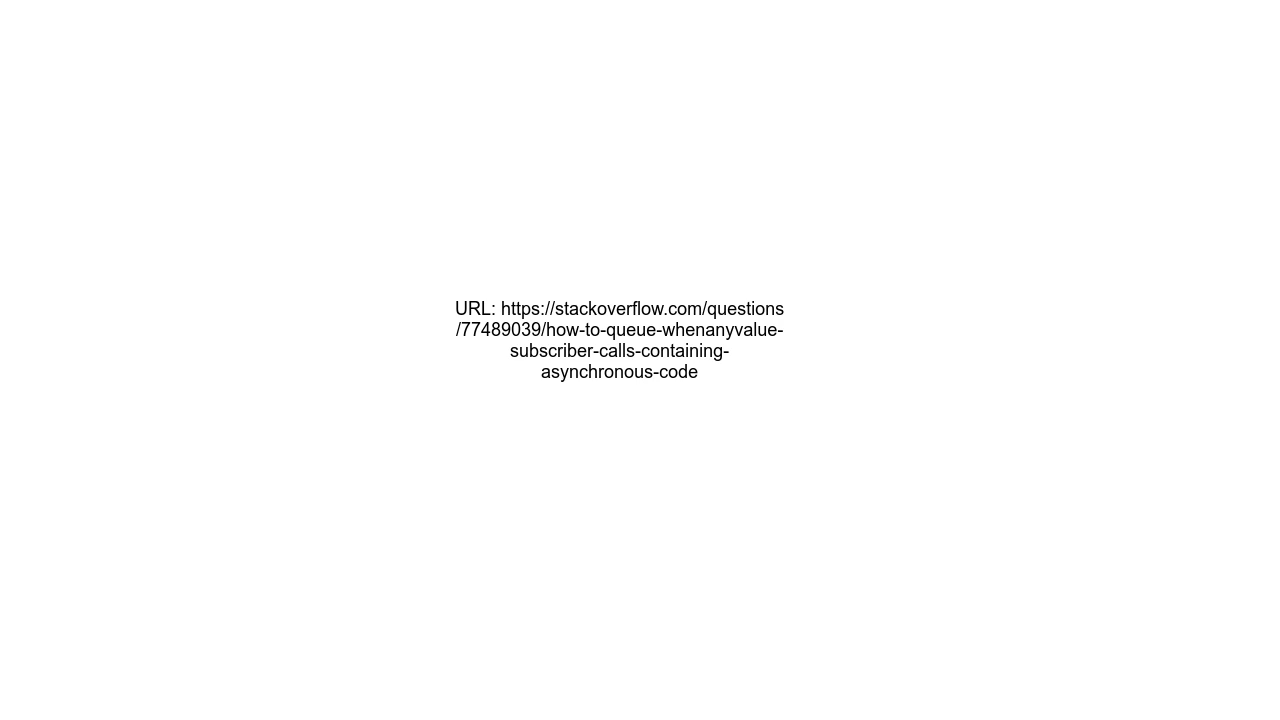 URL: https://stackoverflow.com/questions
/77489039/how-to-queue-whenanyvalue-
subscriber-calls-containing-
asynchronous-code